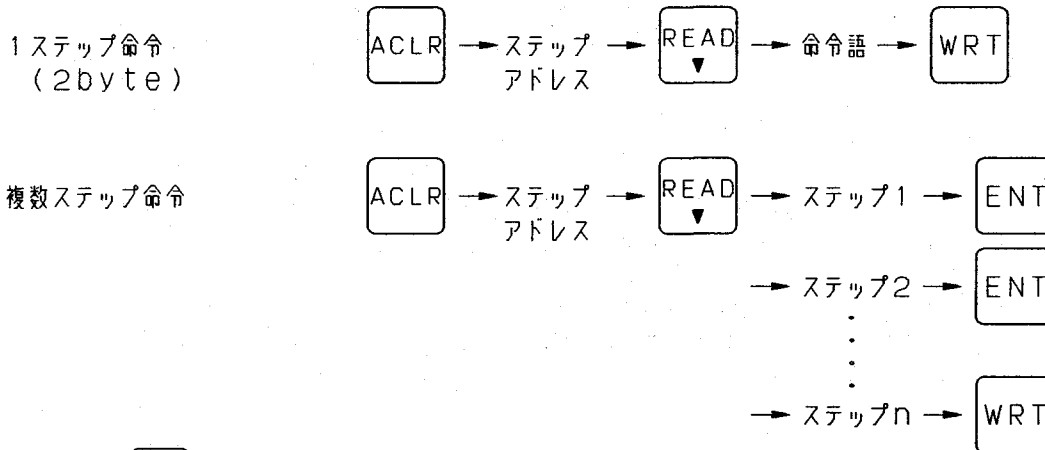 1ステップ命令 ACLR → ステップ → READ → 命令語 → WRT
(2byte) アドレス ▼
複数ステップ命令 ACLR → ステップ → READ → ステップ1 → ENT
アドレス ▼
→ ステップ2 → ENT
→ ステップn → WRT